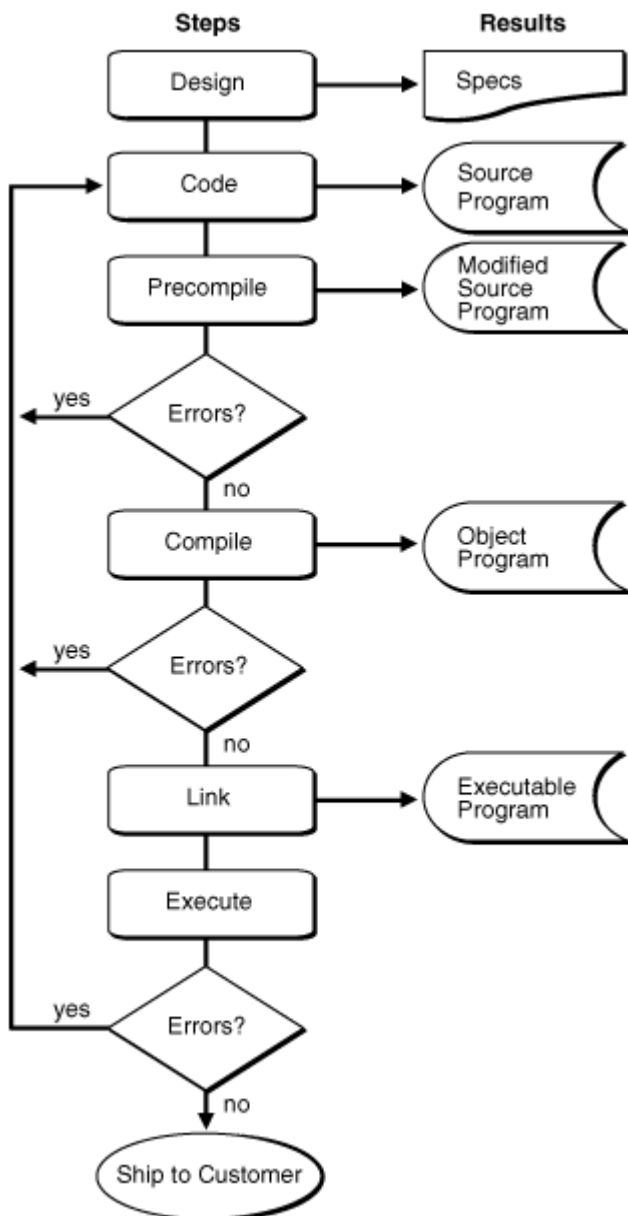 Steps
Results
Design
Specs
Code
Source
Program
Precompile
Modified
Source
Program
yes
Errors?
no
Compile
Object
Program
yes
Errors?
no
Link
Executable
Program
Execute
yes
Errors?
no
Ship to Customer